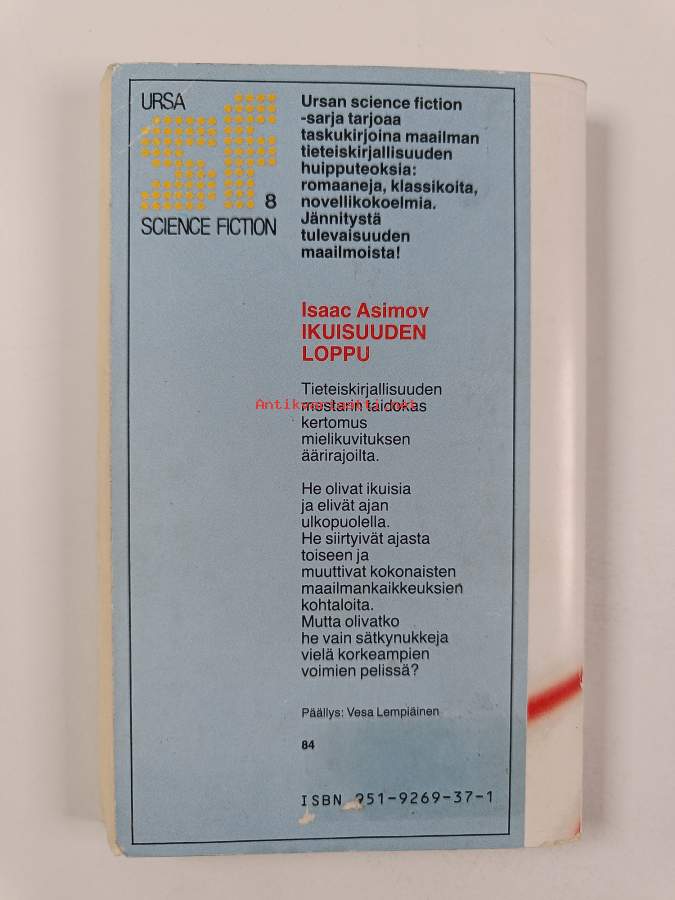 URSA
SF
8
SCIENCE FICTION
Ursan science fiction
-sarja tarjoaa
taskukirjoina maailman
tieteiskirjallisuuden
huipputeoksia:
romaaneja, klassikoita,
novellikokoelmia.
Jännitystä
tulevaisuuden
maailmoista!
Isaac Asimov
IKUISUUDEN
LOPPU
Tieteiskirjallisuuden
mestarin taidokas
Antikvariaatti.net
kertomus
mielikuvituksen
äärirajoilta.
He olivat ikuisia
ja elivät ajan
ulkopuolella.
He siirtyivät ajasta
toiseen ja
muuttivat kokonaisten
maailmankaikkeuksien
kohtaloita.
Mutta olivatko
he vain sätkynukkeja
vielä korkeampien
voimien pelissä?
Päällys: Vesa Lempiäinen
84
ISBN 951-9269-37-1